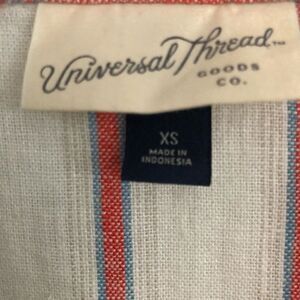 Universal Thread™
GOODS
CO.
XS
MADE IN
INDONESIA